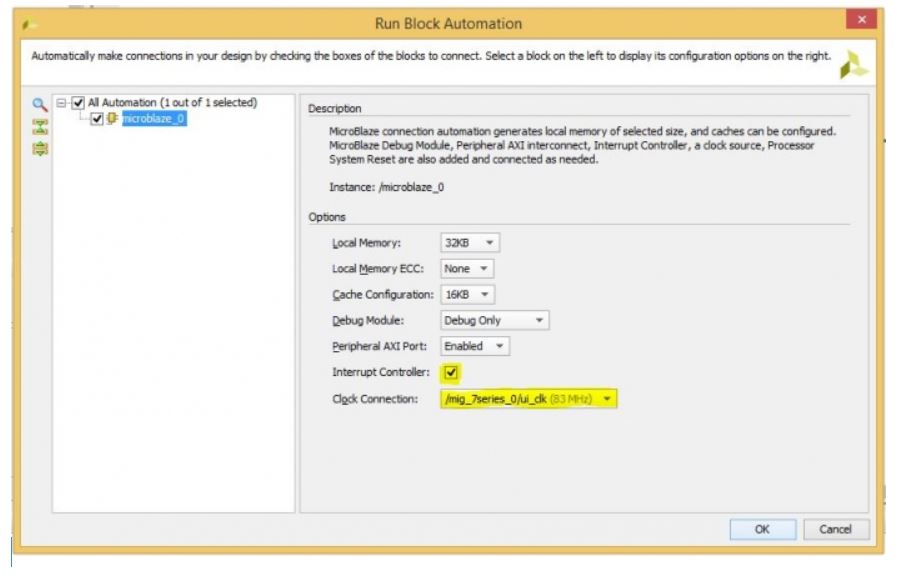 Run Block Automation
Automatically make connections in your design by checking the boxes of the blocks to connect. Select a block on the left to display its configuration options on the right.
All Automation (1 out of 1 selected)
microblaze_0
Description
MicroBlaze connection automation generates local memory of selected size, and caches can be configured.
MicroBlaze Debug Module, Peripheral AXI interconnect, Interrupt Controller, a clock source, Processor
System Reset are also added and connected as needed.
Instance: /microblaze_0
Options
Local Memory: 32KB
Local Memory ECC: None
Cache Configuration: 16KB
Debug Module: Debug Only
Peripheral AXI Port: Enabled
Interrupt Controller:
Clock Connection: /mig_7series_0/ui_clk (83 MHz)
OK Cancel